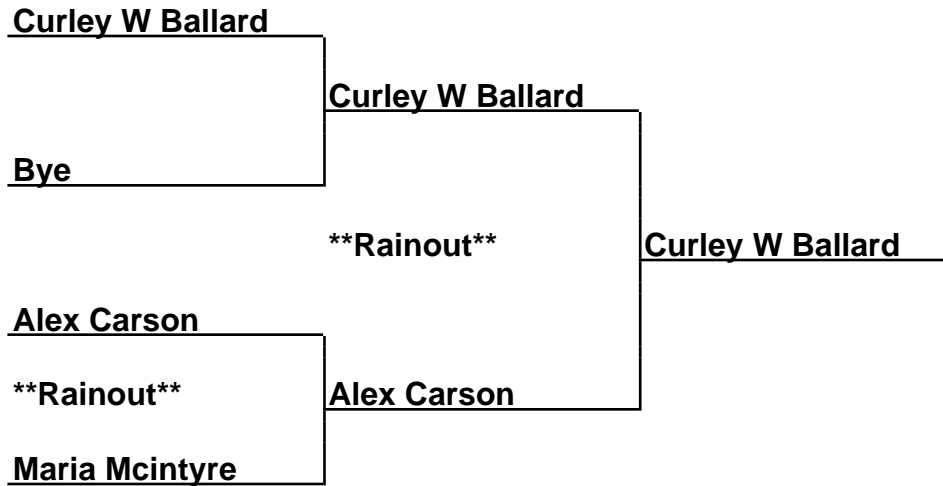 Curley W Ballard
Curley W Ballard
Bye
**Rainout**
Curley W Ballard
Alex Carson
**Rainout**
Alex Carson
Maria Mcintyre